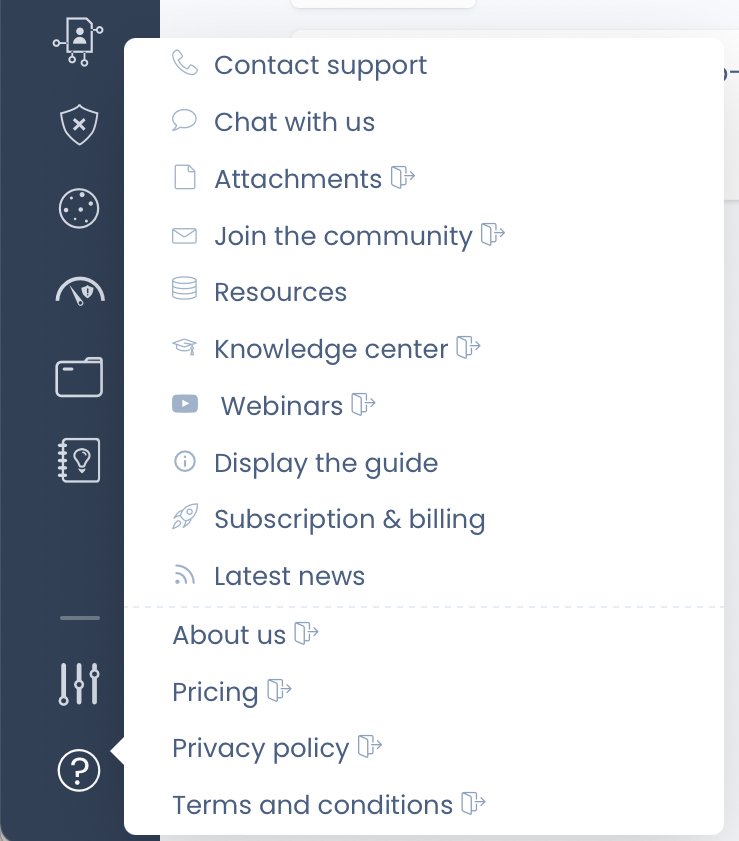 Contact support
Chat with us
Attachments
Join the community
Resources
Knowledge center
Webinars
Display the guide
Subscription & billing
Latest news
About us
Pricing
Privacy policy
Terms and conditions